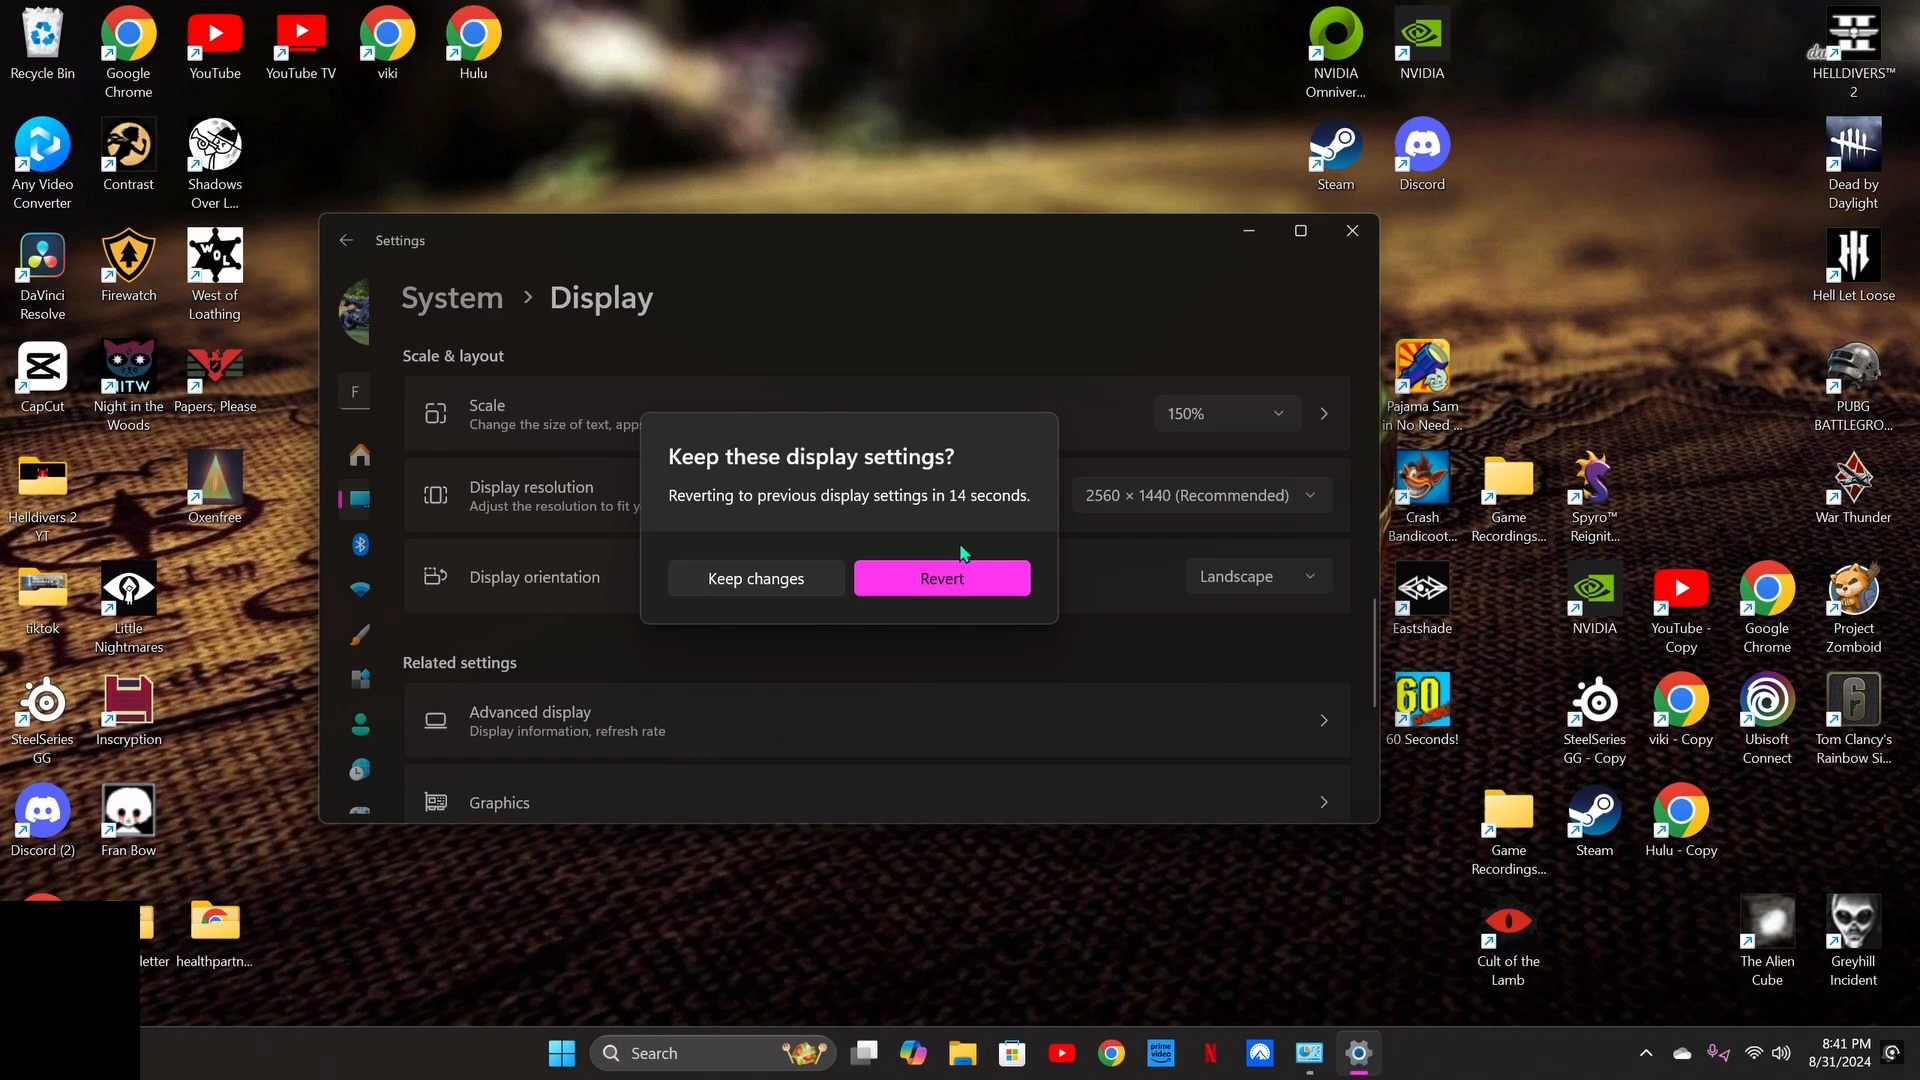 Recycle Bin
Google
Chrome
YouTube
YouTube TV
viki
Hulu
NVIDIA
Omniver...
NVIDIA
HELLDIVERS™
2
Any Video
Converter
Contrast
Shadows
Over L...
Steam
Discord
Dead by
Daylight
DaVinci
Resolve
Firewatch
WOL
West of
Loathing
Hell Let Loose
CapCut
NITW
Night in the
Woods
Papers, Please
Pajama Sam
in No Need ...
PUBG
BATTLEGRO...
Helldivers 2
YT
Oxenfree
Crash
Bandicoot...
Game
Recordings...
Spyro™
Reignit...
War Thunder
tiktok
Little
Nightmares
Eastshade
NVIDIA
YouTube -
Copy
Google
Chrome
Project
Zomboid
SteelSeries
GG
Inscryption
60
60 Seconds!
SteelSeries
GG - Copy
viki - Copy
Ubisoft
Connect
6
Tom Clancy's
Rainbow Si...
Discord (2)
Fran Bow
Game
Recordings...
Steam
Hulu - Copy
letter
healthpartn...
Cult of the
Lamb
The Alien
Cube
Greyhill
Incident
Settings
System > Display
F
Scale & layout
Scale
Change the size of text, apps
150%
Display resolution
Adjust the resolution to fit y
2560 × 1440 (Recommended)
Display orientation
Landscape
Keep these display settings?
Reverting to previous display settings in 14 seconds.
Keep changes
Revert
Related settings
Advanced display
Display information, refresh rate
Graphics
Search
prime
video
N
8:41 PM
8/31/2024